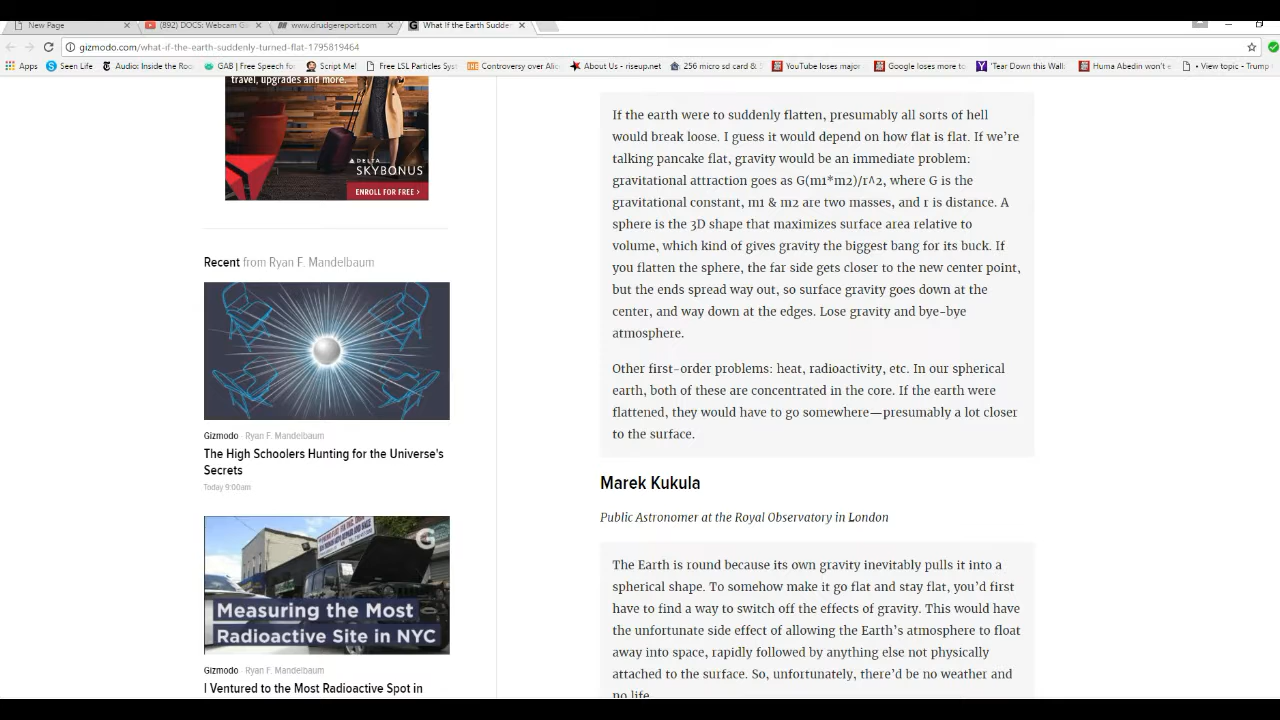 New Page
(892) DOCS: Webcam G
www.drudgereport.com
What If the Earth Sudde
gizmodo.com/what-if-the-earth-suddenly-turned-flat-1795819464
Apps
Seen Life
Audio: Inside the Roo
GAB | Free Speech fo
Script Me!
Free LSL Particles Sys
Controversy over Alie
About Us - riseup.net
256 micro sd card &
YouTube loses major
Google loses more to
'Tear Down this Wall:
Huma Abedin won't e
• View topic - Trump
travel, upgrades and more.
DELTA
SKYBONUS
ENROLL FOR FREE >
Recent from Ryan F. Mandelbaum
Gizmodo · Ryan F. Mandelbaum
The High Schoolers Hunting for the Universe's
Secrets
Today 9:00am
G
Measuring the Most
Radioactive Site in NYC
Gizmodo · Ryan F. Mandelbaum
I Ventured to the Most Radioactive Spot in
If the earth were to suddenly flatten, presumably all sorts of hell
would break loose. I guess it would depend on how flat is flat. If we're
talking pancake flat, gravity would be an immediate problem:
gravitational attraction goes as G(m1*m2)/r^2, where G is the
gravitational constant, m1 & m2 are two masses, and r is distance. A
sphere is the 3D shape that maximizes surface area relative to
volume, which kind of gives gravity the biggest bang for its buck. If
you flatten the sphere, the far side gets closer to the new center point,
but the ends spread way out, so surface gravity goes down at the
center, and way down at the edges. Lose gravity and bye-bye
atmosphere.
Other first-order problems: heat, radioactivity, etc. In our spherical
earth, both of these are concentrated in the core. If the earth were
flattened, they would have to go somewhere—presumably a lot closer
to the surface.
Marek Kukula
Public Astronomer at the Royal Observatory in London
The Earth is round because its own gravity inevitably pulls it into a
spherical shape. To somehow make it go flat and stay flat, you'd first
have to find a way to switch off the effects of gravity. This would have
the unfortunate side effect of allowing the Earth's atmosphere to float
away into space, rapidly followed by anything else not physically
attached to the surface. So, unfortunately, there'd be no weather and
no life.